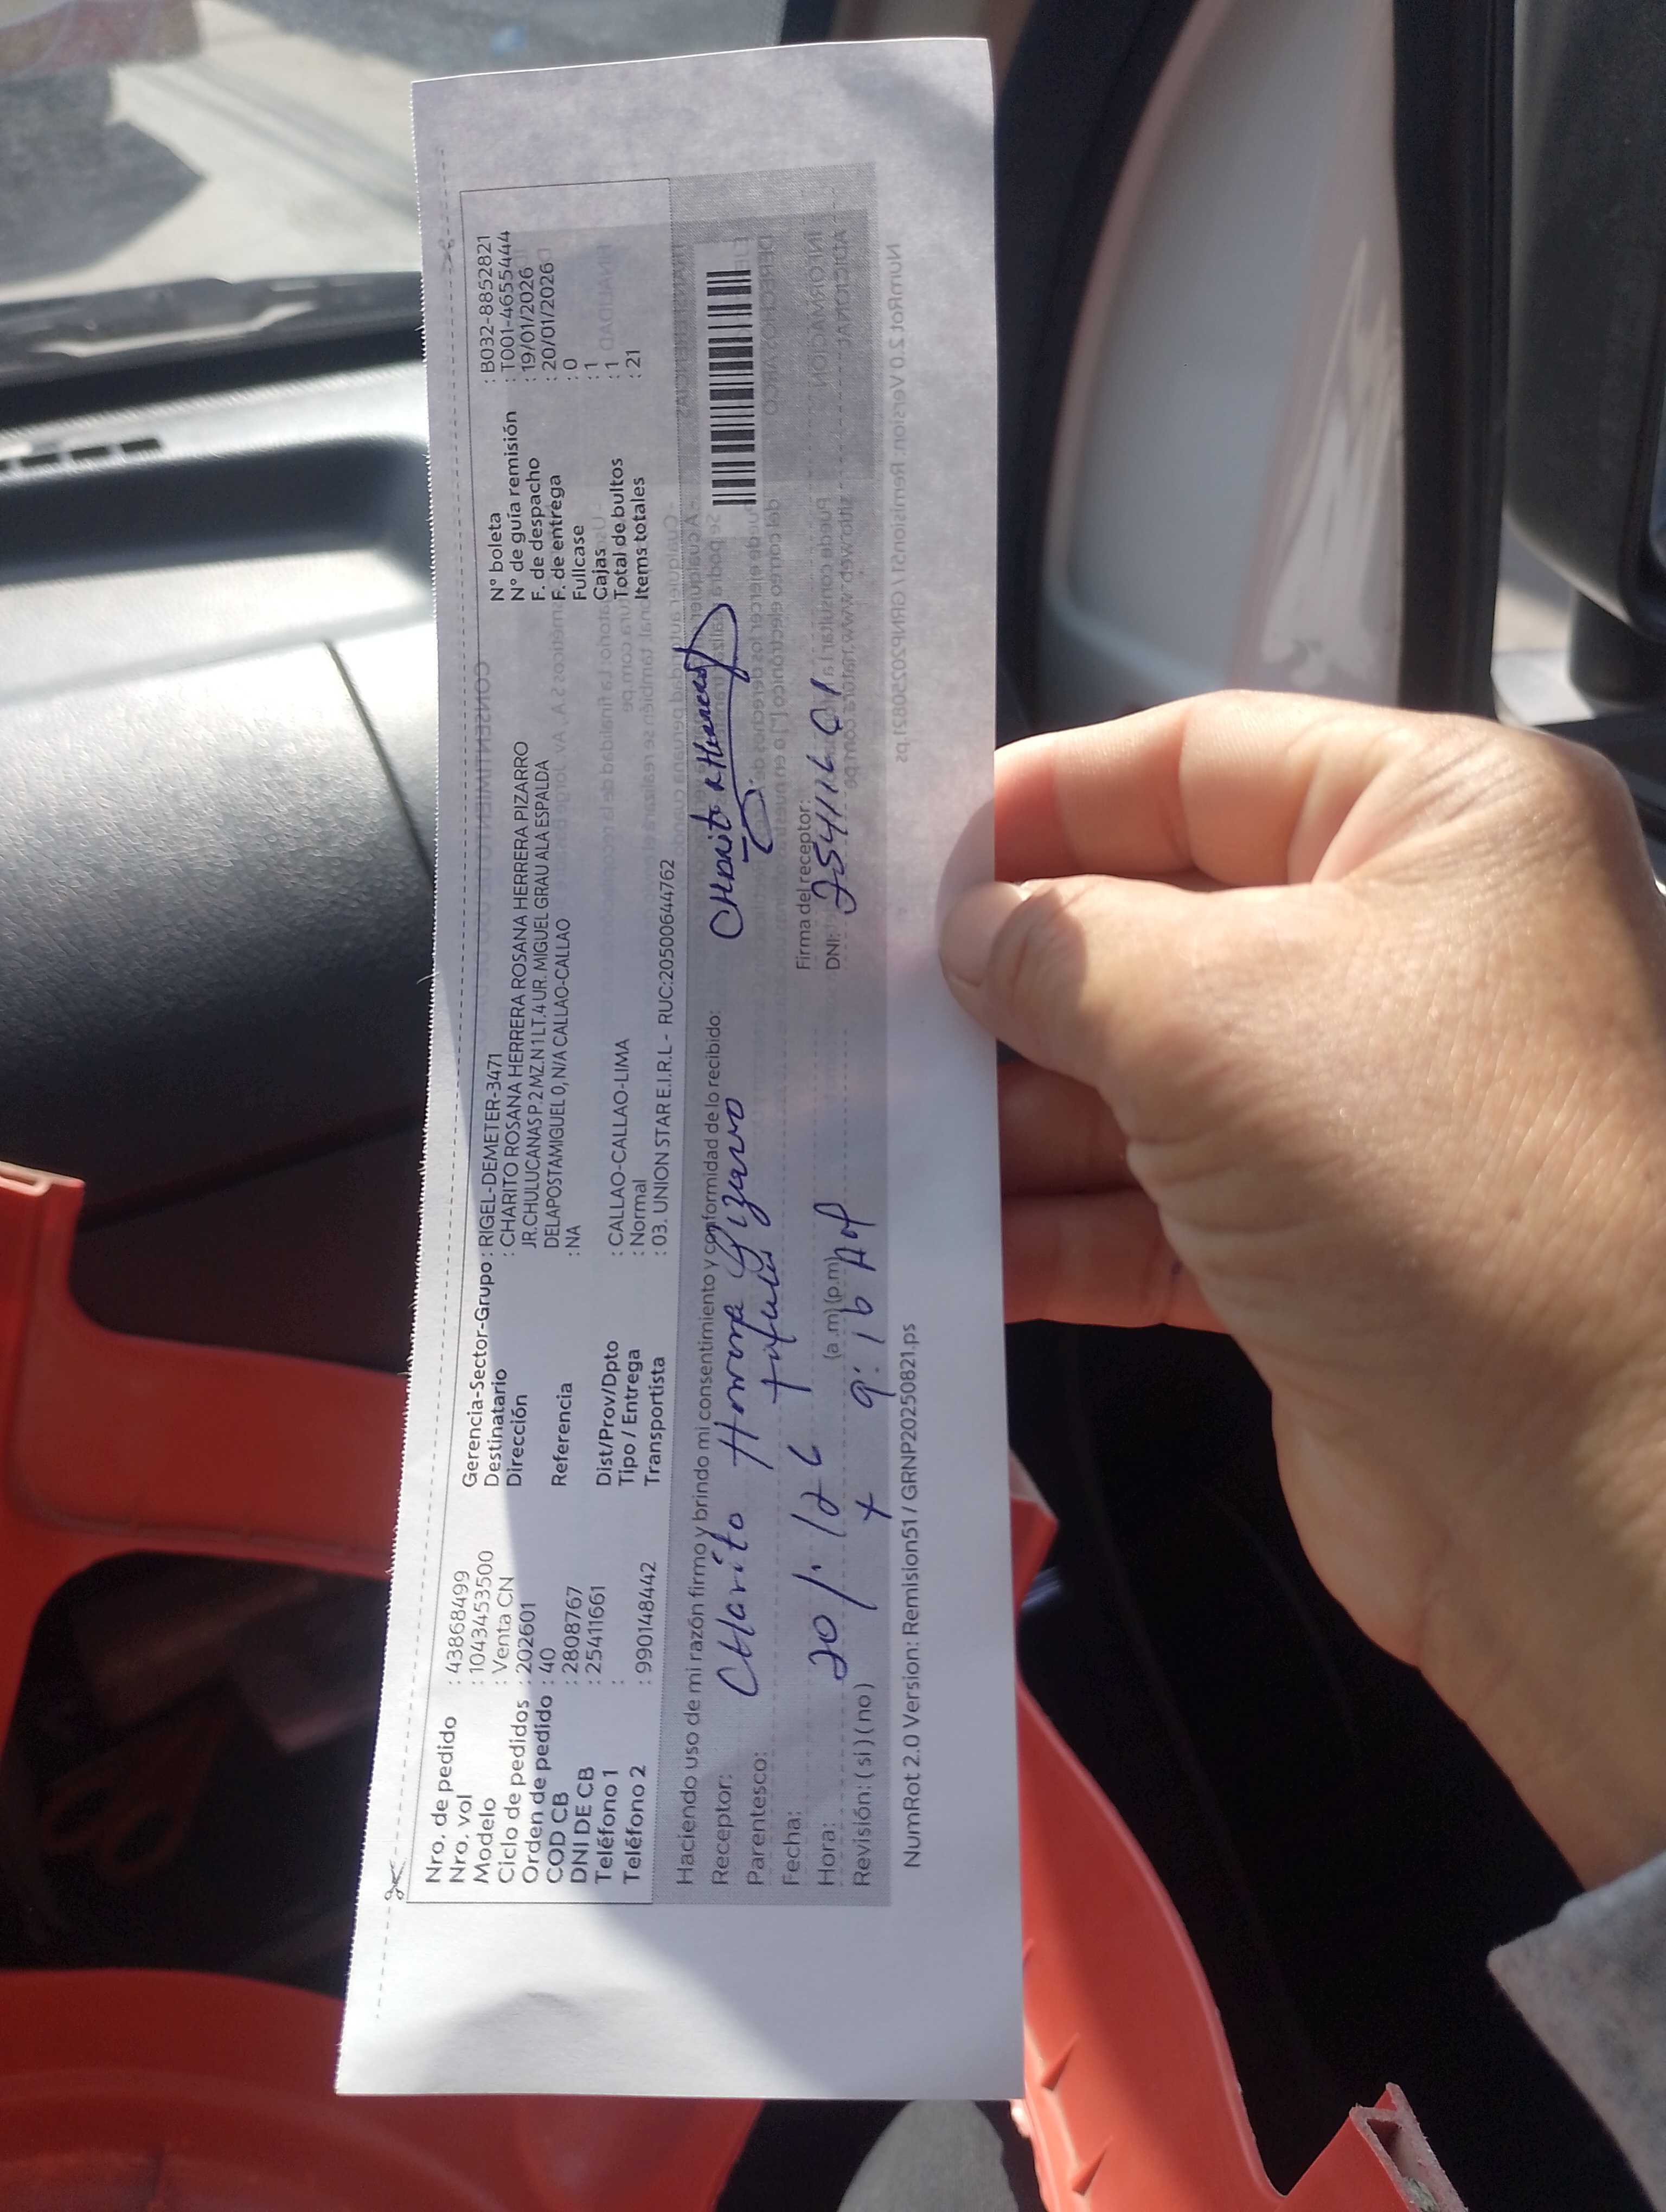 Nro. de pedido : 43868499
Nro. vol : 104345353500
Modelo : Venta CN
Ciclo de pedidos : 202601
Orden de pedido : 40
COD CB : 2808767
DNI DE CB : 25411661
Teléfono 1 :
Teléfono 2 : 990148442
Gerencia-Sector-Grupo : RIGEL-DEMETER-3471
Destinatario : CHARITO ROSANA HERRERA ROSANA HERRERA PIZARRO
Dirección JR.CHULUCANAS P.2 MZ.N1 LT.4 UR. MIGUEL GRAU ALA ESPALDA
DELAPOSTAMIGUEL 0, N/A CALLAO-CALLAO
Referencia : NA
Dist/Prov/Dpto : CALLAO-CALLAO-LIMA
Tipo / Entrega : Normal
Transportista : 03. UNION STAR E.I.R.L - RUC:20500644762
N° boleta : B032-8852821
N° de guía remisión : T001-4655444
F. de despacho : 19/01/2026
F. de entrega : 20/01/2026
Fullcase : 0
Cajas : 1
Total de bultos : 1
Items totales : 21
Haciendo uso de mi razón firmo y brindo mi consentimiento y conformidad de lo recibido:
Receptor: CHarito Herrera Pizarro
Parentesco: titular
Fecha: 20/1/26
Hora: (a.m) (p.m)
Revisión: ( si ) ( no ) x 9:16 AM
Firma del receptor:
DNI:
NumRot 2.0 Version: Remision51 / GRNP20250821.ps